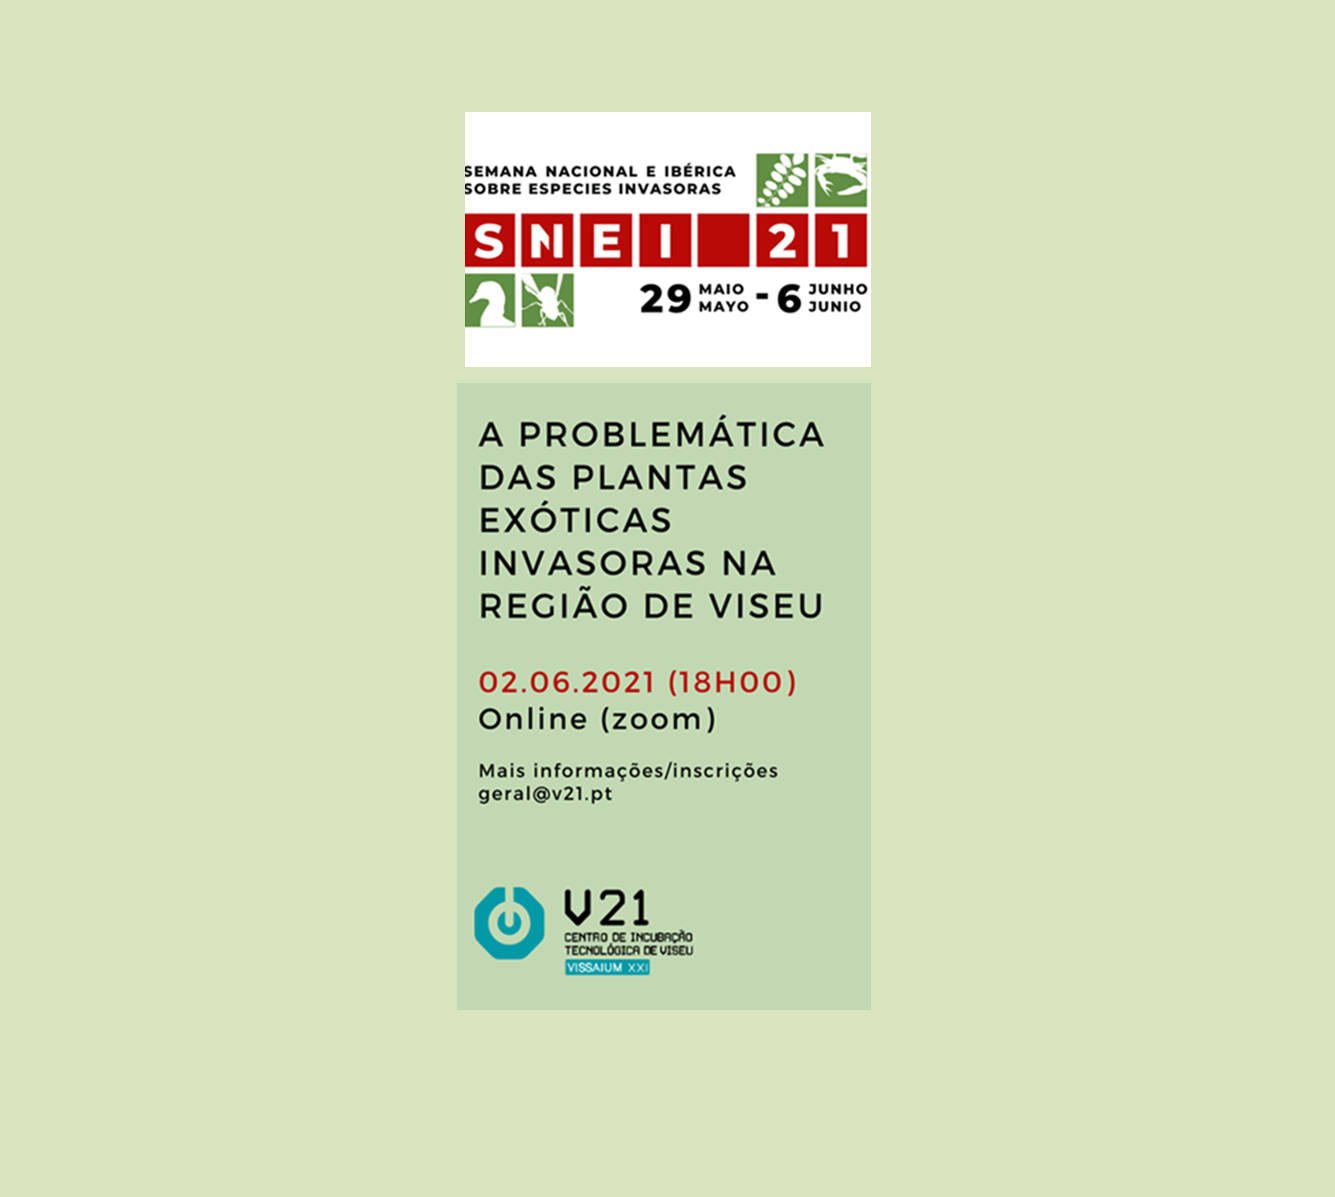 SEMANA NACIONAL E IBÉRICA
SOBRE ESPECIES INVASORAS
SNEI 21
29 MAIO MAYO - 6 JUNHO JUNIO
A PROBLEMÁTICA
DAS PLANTAS
EXÓTICAS
INVASORAS NA
REGIÃO DE VISEU
02.06.2021 (18H00)
Online (zoom)
Mais informações/inscrições
geral@v21.pt
V21
CENTRO DE INCUBAÇÃO
TECNOLÓGICA DE VISEU
VISSAIUM XXI